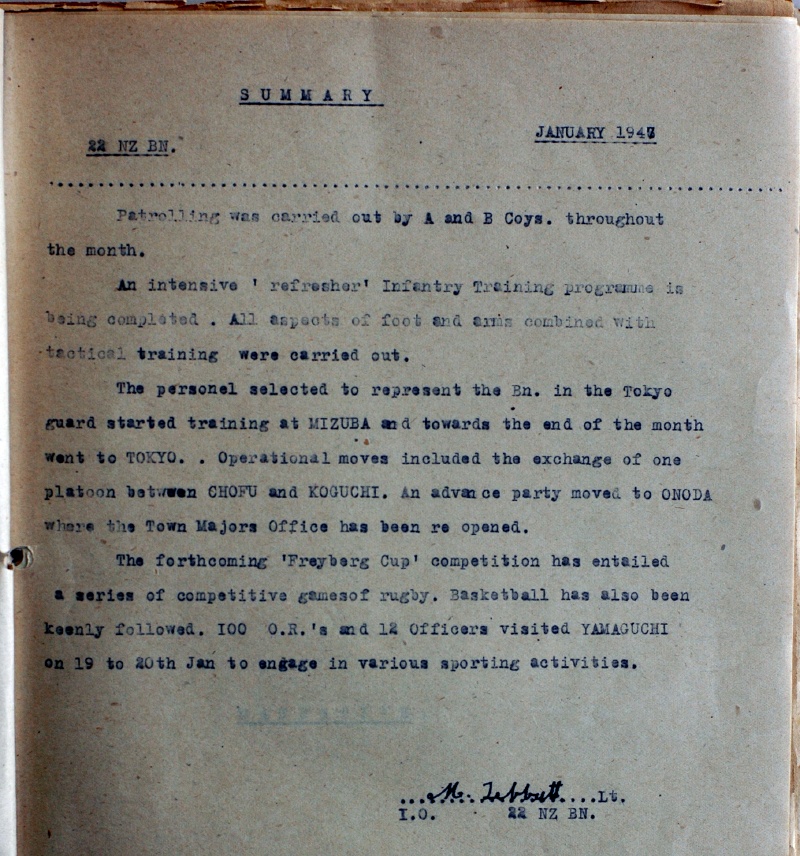 SUMMARY
JANUARY 1947
22 NZ BN.
Patrolling was carried out by A and B Coys. throughout
the month.
An intensive ' refresher' Infantry Training programme is
being completed . All aspects of foot and arms combined with
tactical training were carried out.
The personel selected to represent the Bn. in the Tokyo
guard started training at MIZUBA and towards the end of the month
went to TOKYO. . Operational moves included the exchange of one
platoon between CHOFU and KOGUCHI. An advance party moved to ONODA
where the Town Majors Office has been re opened.
The forthcoming 'Freyberg Cup' competition has entailed
a series of competitive gamesof rugby. Basketball has also been
keenly followed. I00 O.R.'s and 12 Officers visited YAMAGUCHI
on 19 to 20th Jan to engage in various sporting activities.
...M. Tebbutt....Lt.
I.O. 22 NZ BN.